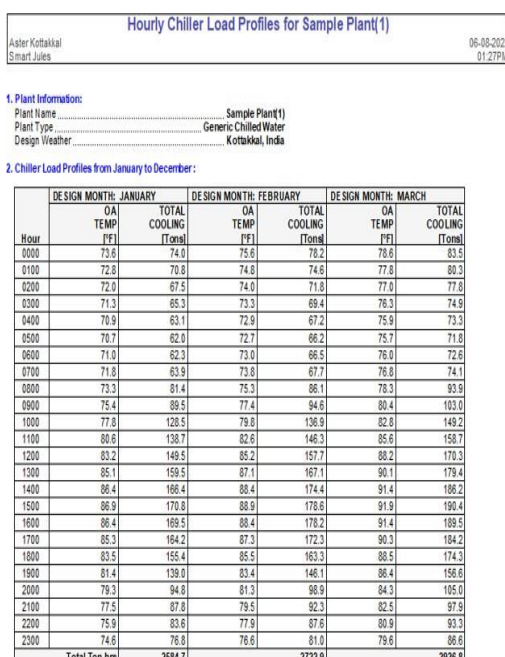 Hourly Chiller Load Profiles for Sample Plant(1)
Aster Kottakkal 06-08-202
Smart Jules 01:27PM
1. Plant Information:
Plant Name Sample Plant(1)
Plant Type Generic Chilled Water
Design Weather Kottakkal, India
2. Chiller Load Profiles from January to December:
DESIGN MONTH: JANUARY DESIGN MONTH: FEBRUARY DESIGN MONTH: MARCH
OA TOTAL OA TOTAL OA TOTAL
TEMP COOLING TEMP COOLING TEMP COOLING
Hour [°F] [Tons] [°F] [Tons] [°F] [Tons]
0000 73.6 74.0 75.6 78.2 78.6 83.5
0100 72.8 70.8 74.8 74.6 77.8 80.3
0200 72.0 67.5 74.0 71.8 77.0 77.8
0300 71.3 65.3 73.3 69.4 76.3 74.9
0400 70.9 63.1 72.9 67.2 75.9 73.3
0500 70.7 62.0 72.7 66.2 75.7 71.8
0600 71.0 62.3 73.0 66.5 76.0 72.6
0700 71.8 63.9 73.8 67.7 76.8 74.1
0800 73.3 81.4 75.3 86.1 78.3 93.9
0900 75.4 89.5 77.4 94.6 80.4 103.0
1000 77.8 128.5 79.8 136.9 82.8 149.2
1100 80.6 138.7 82.6 146.3 85.6 158.7
1200 83.2 149.5 85.2 157.7 88.2 170.3
1300 85.1 159.5 87.1 167.1 90.1 179.4
1400 86.4 166.4 88.4 174.4 91.4 186.2
1500 86.9 170.8 88.9 178.6 91.9 190.4
1600 86.4 169.5 88.4 178.2 91.4 189.5
1700 85.3 164.2 87.3 172.3 90.3 184.2
1800 83.5 155.4 85.5 163.3 88.5 174.3
1900 81.4 139.0 83.4 146.1 86.4 156.6
2000 79.3 94.8 81.3 98.9 84.3 105.0
2100 77.5 87.8 79.5 92.3 82.5 97.9
2200 75.9 83.6 77.9 87.6 80.9 93.3
2300 74.6 76.8 76.6 81.0 79.6 86.6